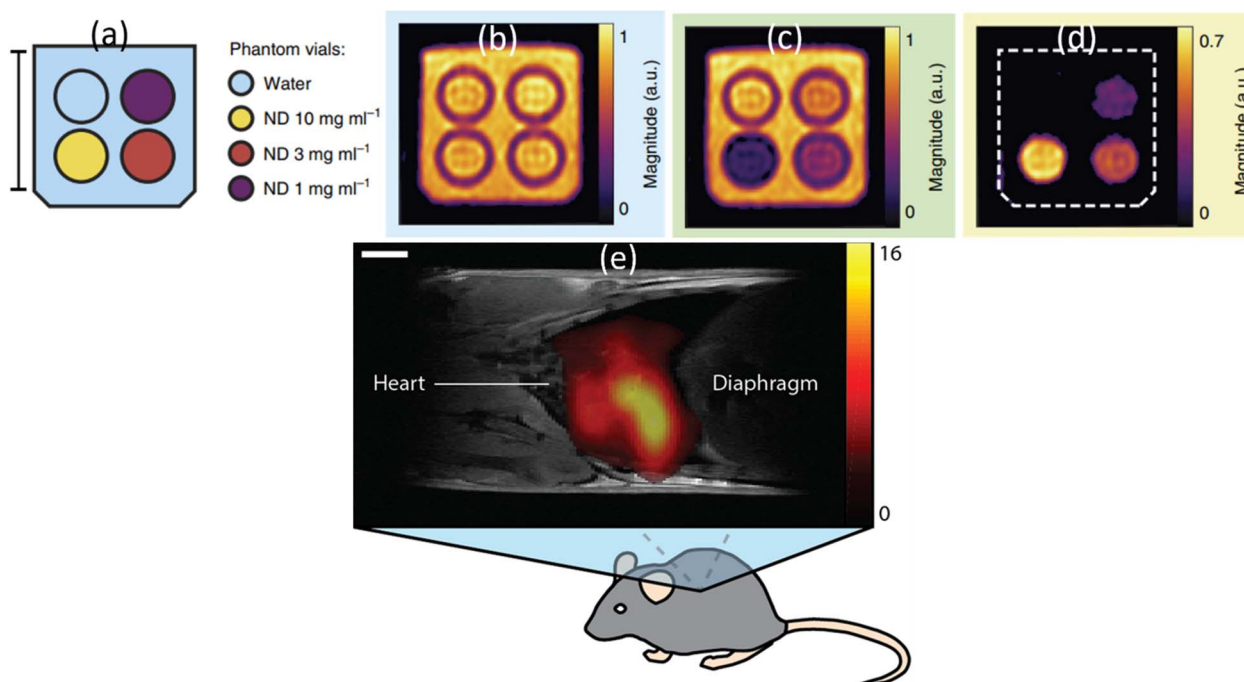 (a)
Phantom vials:
Water
ND 10 mg ml⁻¹
ND 3 mg ml⁻¹
ND 1 mg ml⁻¹
(b)
1
Magnitude (a.u.)
0
(c)
1
Magnitude (a.u.)
0
(d)
0.7
Magnitude (a.u.)
0
(e)
16
Heart
Diaphragm
0